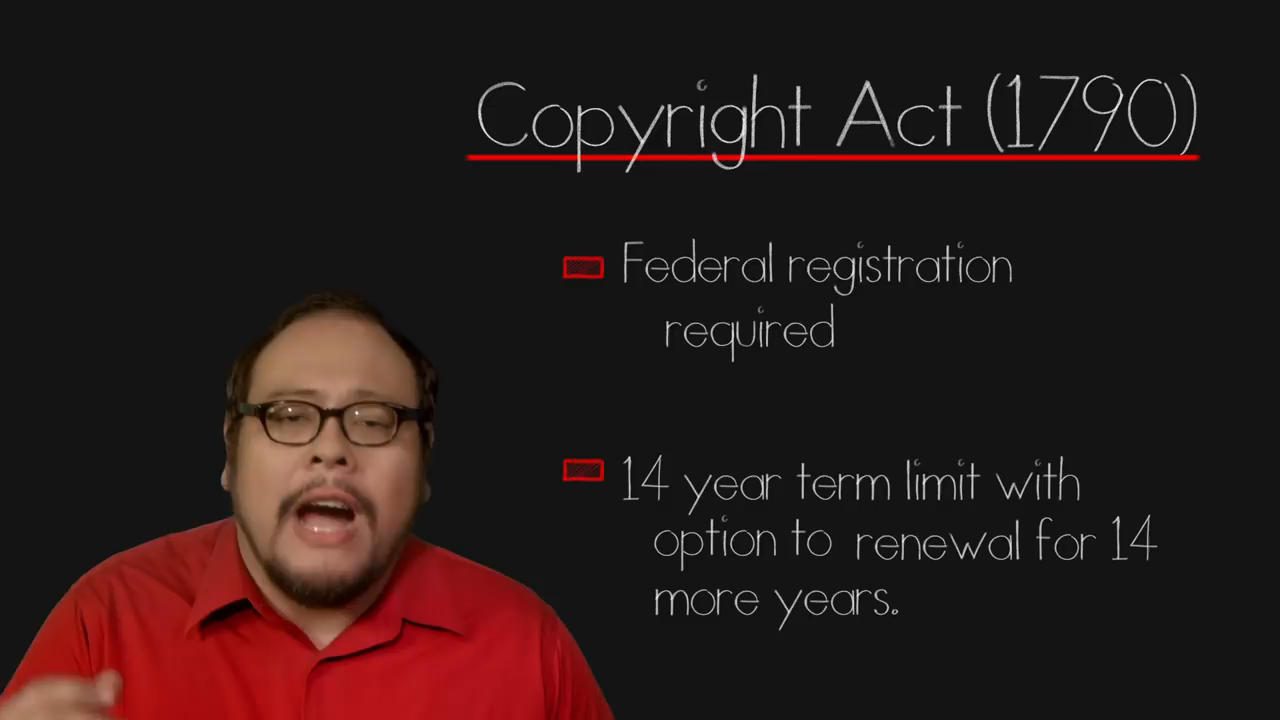 Copyright Act (1790)
Federal registration
required
14 year term limit with
option to renewal for 14
more years.